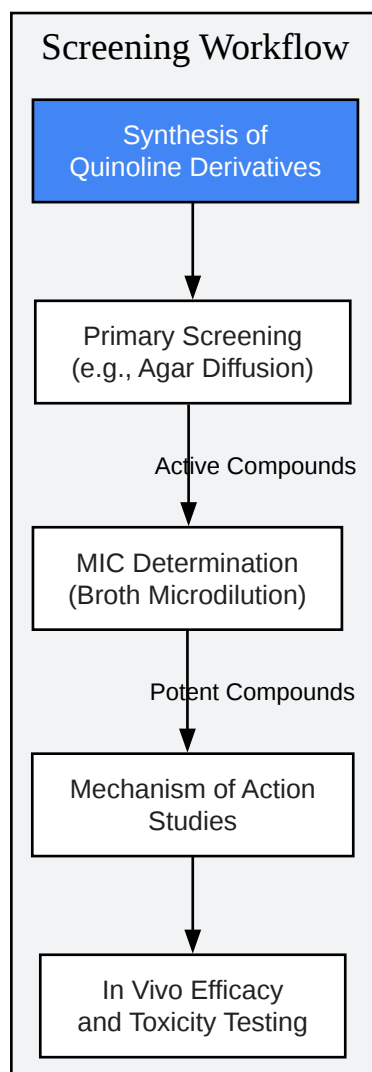 Screening Workflow
Synthesis of
Quinoline Derivatives
Primary Screening
(e.g., Agar Diffusion)
Active Compounds
MIC Determination
(Broth Microdilution)
Potent Compounds
Mechanism of Action
Studies
In Vivo Efficacy
and Toxicity Testing